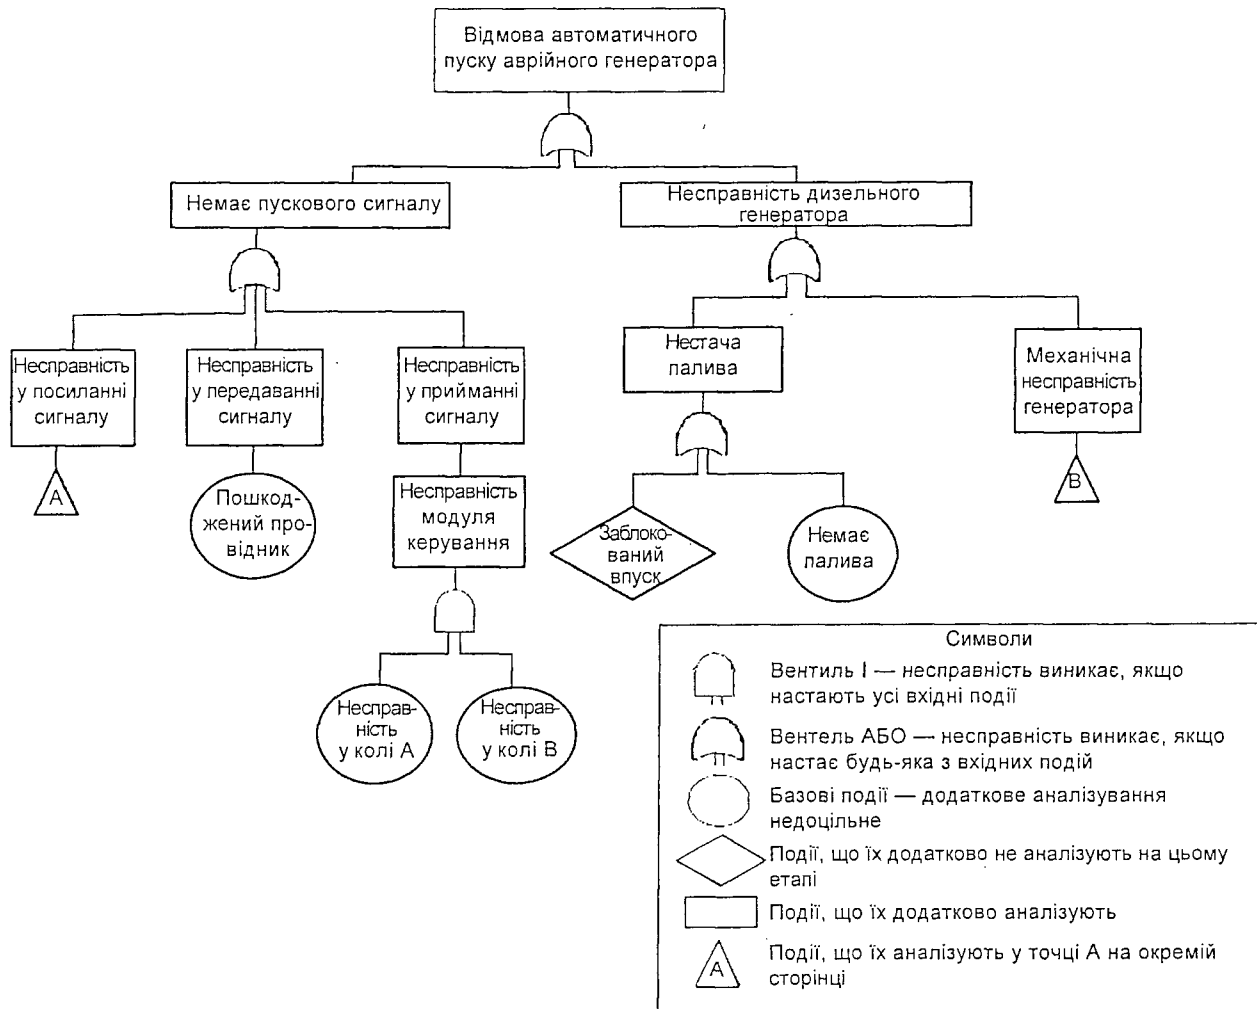 Відмова автоматичного
пуску аврійного генератора
Немає пускового сигналу
Несправність дизельного
генератора
Несправність
у посиланні
сигналу
Несправність
у передаванні
сигналу
Несправність
у прийманні
сигналу
Нестача
палива
Механічна
несправність
генератора
A
Пошкод-
жений про-
відник
Несправність
модуля
керування
Заблоко-
ваний
впуск
Немає
палива
B
Несправ-
ність
у колі А
Несправ-
ність
у колі В
Символи
Вентиль І — несправність виникає, якщо
настають усі вхідні події
Вентель АБО — несправність виникає, якщо
настає будь-яка з вхідних подій
Базові події — додаткове аналізування
недоцільне
Події, що їх додатково не аналізують на цьому
етапі
Події, що їх додатково аналізують
A
Події, що їх аналізують у точці А на окремій
сторінці